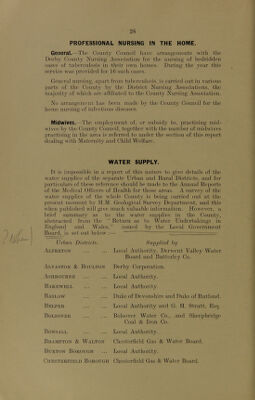 26
PROFESSIONAL NURSING IN THE HOME.
General.—The County Council have arrangements with the
Derby County Nursing Association for the nursing of bedridden
cases of tuberculosis in their own homes. During the year this
service was provided for 16 such cases.
General nursing, apart from tuberculosis, is carried out in various
parts of the County by the District Nursing Associations, the
majority of which are affiliated to the County Nursing Association.
No arrangement has been made by the County Council for the
home nursing of infectious diseases.
Midwives.—The employment of, or subsidy to, practising mid-
wives by the County Council, together with the number of midwives
practising in the area is referred to under the section of this report
dealing with Maternity and Child Welfare.
WATER SUPPLY.
It is impossible in a report of this nature to give details of the
water supplies of the separate Urban and Rural Districts, and for
particulars of these reference should be made to the Annual Reports
of the Medical Officers of Health for these areas. A survey of the
water supplies of the whole County is being carried out at the
present moment by H.M. Geological Survey Department, and this
when published will give much valuable information. However, a
brief summary as to the water supplies in the County,
abstracted from the "Return as to Water Undertakings in
England and Wales," issued by the Local Government
Board, is set out below :—
Urban Districts. Supplied by
ALFRETON ... ... Local Authority, Derwent Valley Water
Board and Butterley Co.
ALVASTON & BOULTON Derby Corporation.
ASHBOURNE ... ... Local Authority.
BAKEWELL ... ... Local Authority.
BASLOW ... ... Duke of Devonshire and Duke of Rutland.
BELPER ... ... Local Authority and G. H. Strutt, Esq.
BOLSOVER ... ... Bolsover Water Co., and Sheepbridge
Coal & Iron Co.
BONSALL ... ... Local Authority.
BRAMPTON & WALTON Chesterfield Gas & Water Board.
BUXTON BOROUGH ... Local Authority.
CHESTERFIELD BOROUGH Chesterfield Gas & Water Board.